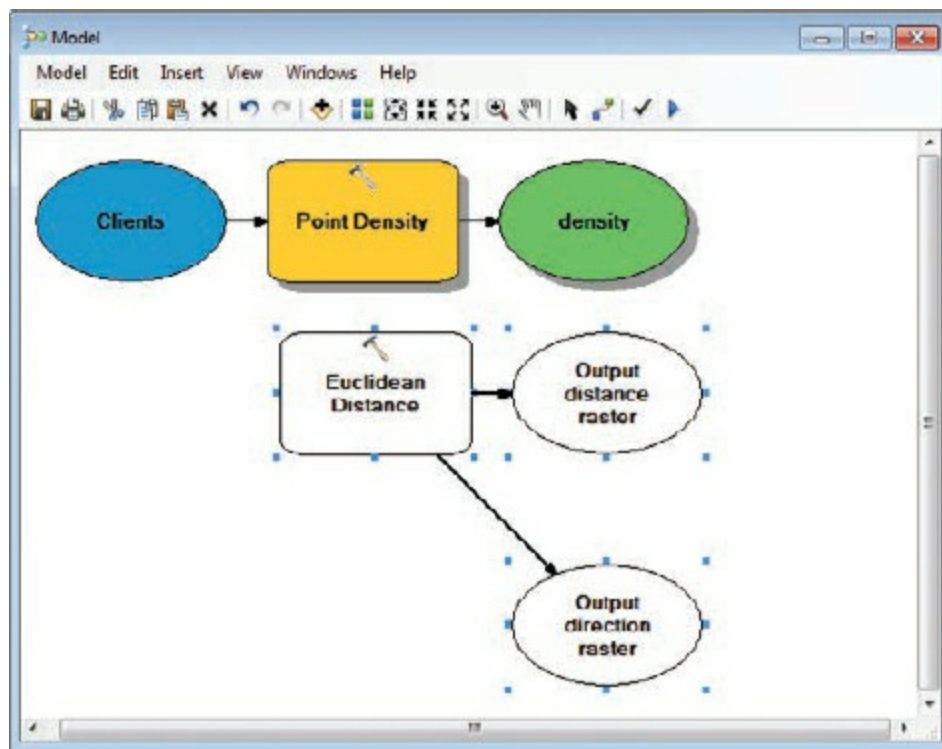 Model
Model Edit Insert View Windows Help
Clients
Point Density
density
Euclidean
Distance
Output
distance
raster
Output
direction
raster